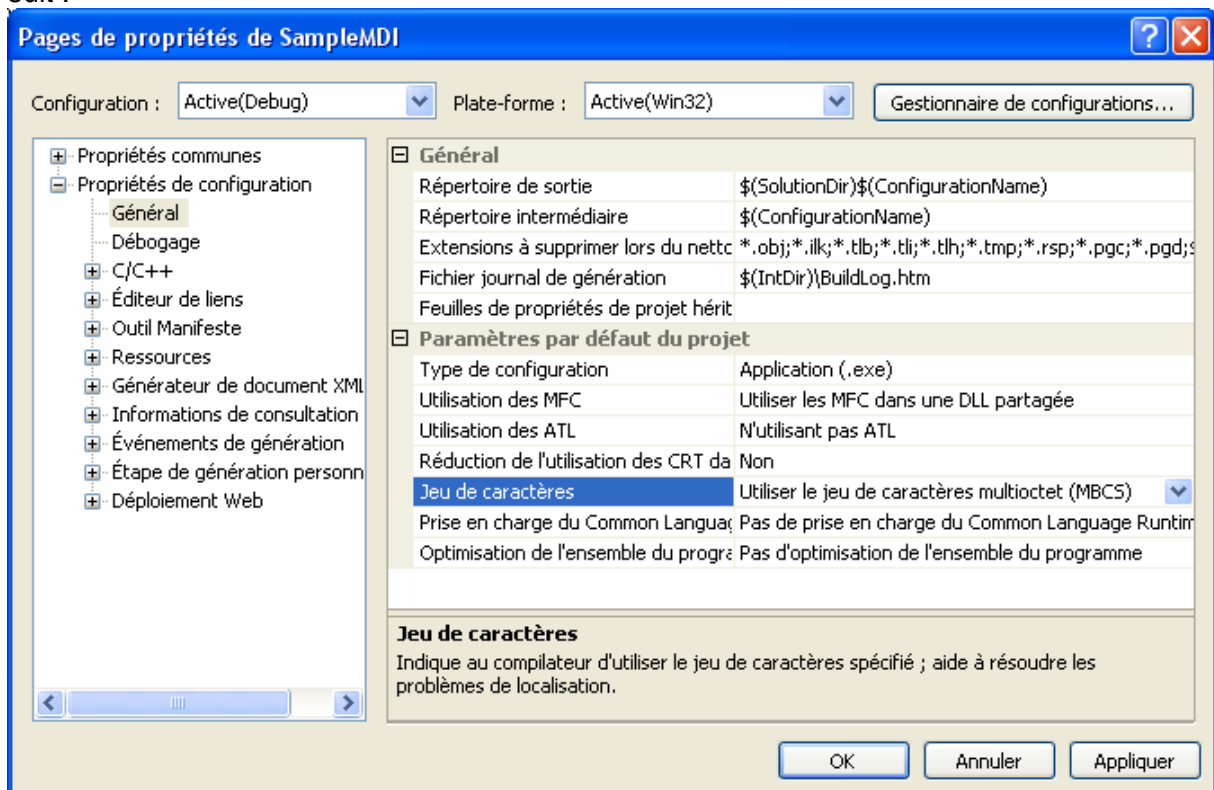 Pages de propriétés de SampleMDI
Configuration : Active(Debug) Plate-forme : Active(Win32) Gestionnaire de configurations...
Propriétés communes
Propriétés de configuration
Général
Débogage
C/C++
Éditeur de liens
Outil Manifeste
Ressources
Générateur de document XML
Informations de consultation
Événements de génération
Étape de génération personn
Déploiement Web
Général
Répertoire de sortie $(SolutionDir)$(ConfigurationName)
Répertoire intermédiaire $(ConfigurationName)
Extensions à supprimer lors du netto *.obj;*.ilk;*.tlb;*.tli;*.tlh;*.tmp;*.rsp;*.pgc;*.pgd;$
Fichier journal de génération $(IntDir)\BuildLog.htm
Feuilles de propriétés de projet hérit
Paramètres par défaut du projet
Type de configuration Application (.exe)
Utilisation des MFC Utiliser les MFC dans une DLL partagée
Utilisation des ATL N'utilisant pas ATL
Réduction de l'utilisation des CRT da Non
Jeu de caractères Utiliser le jeu de caractères multioctet (MBCS)
Prise en charge du Common Languag Pas de prise en charge du Common Language Runtim
Optimisation de l'ensemble du progra Pas d'optimisation de l'ensemble du programme
Jeu de caractères
Indique au compilateur d'utiliser le jeu de caractères spécifié ; aide à résoudre les
problèmes de localisation.
OK Annuler Appliquer